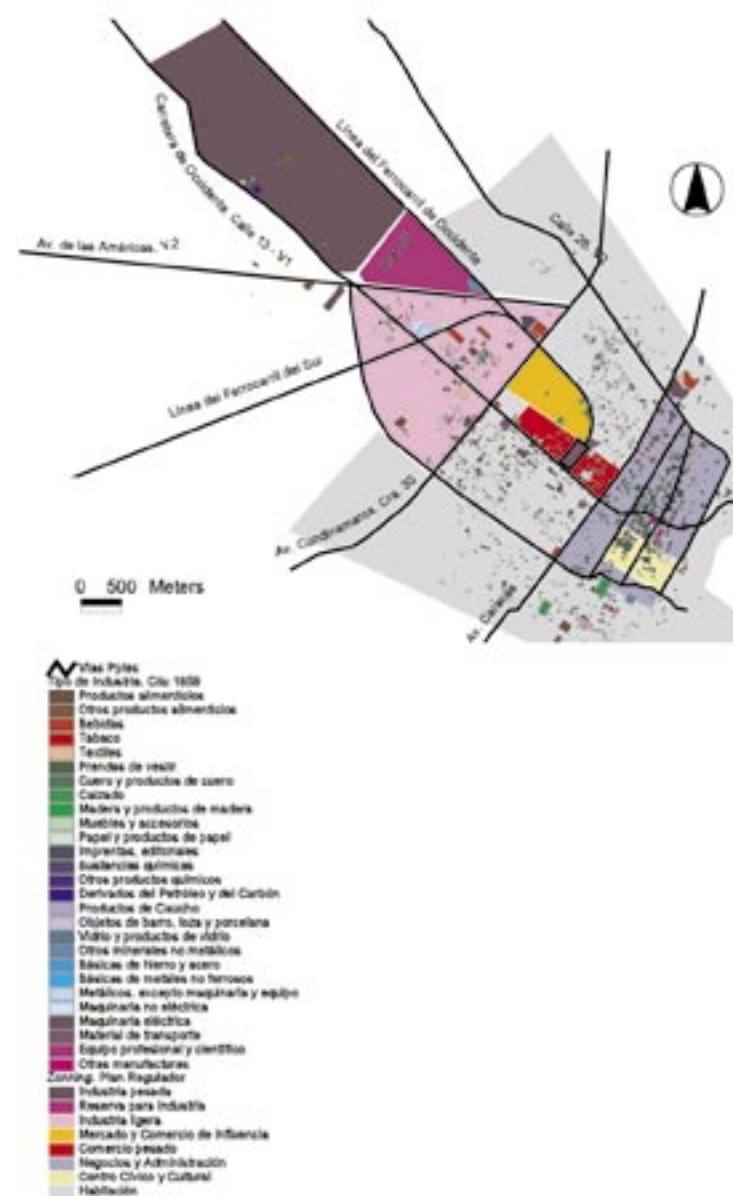 Carretera de Occidente. Calle 13 - V1
Línea del Ferrocarril de Occidente
Calle 26.
Av. de las Américas. V.2
Línea del Ferrocarril del Sur
Av. Cundinamarca. Cra. 30
Av. Caracas
0 500 Meters
Vías Pples
Tipo de Industria.
Productos alimenticios
Otros productos alimenticios
Bebidas
Tabaco
Textiles
Prendas de vestir
Cuero y productos de cuero
Calzado
Madera y productos de madera
Muebles y accesorios
Papel y productos de papel
Imprentas, editoriales
Sustancias químicas
Otros productos químicos
Derivados del Petróleo y del Carbón
Productos de Caucho
Objetos de barro, loza y porcelana
Vidrio y productos de vidrio
Otros minerales no metálicos
Básicas de hierro y acero
Básicas de metales no ferrosos
Metálicos, excepto maquinaria y equipo
Maquinaria no eléctrica
Maquinaria eléctrica
Material de transporte
Equipo profesional y científico
Otras manufacturas
Zonning. Plan Regulador
Industria pesada
Reserva para Industria
Industria ligera
Mercado y Comercio de Influencia
Comercio pesado
Negocios y Administración
Centro Cívico y Cultural
Habitación